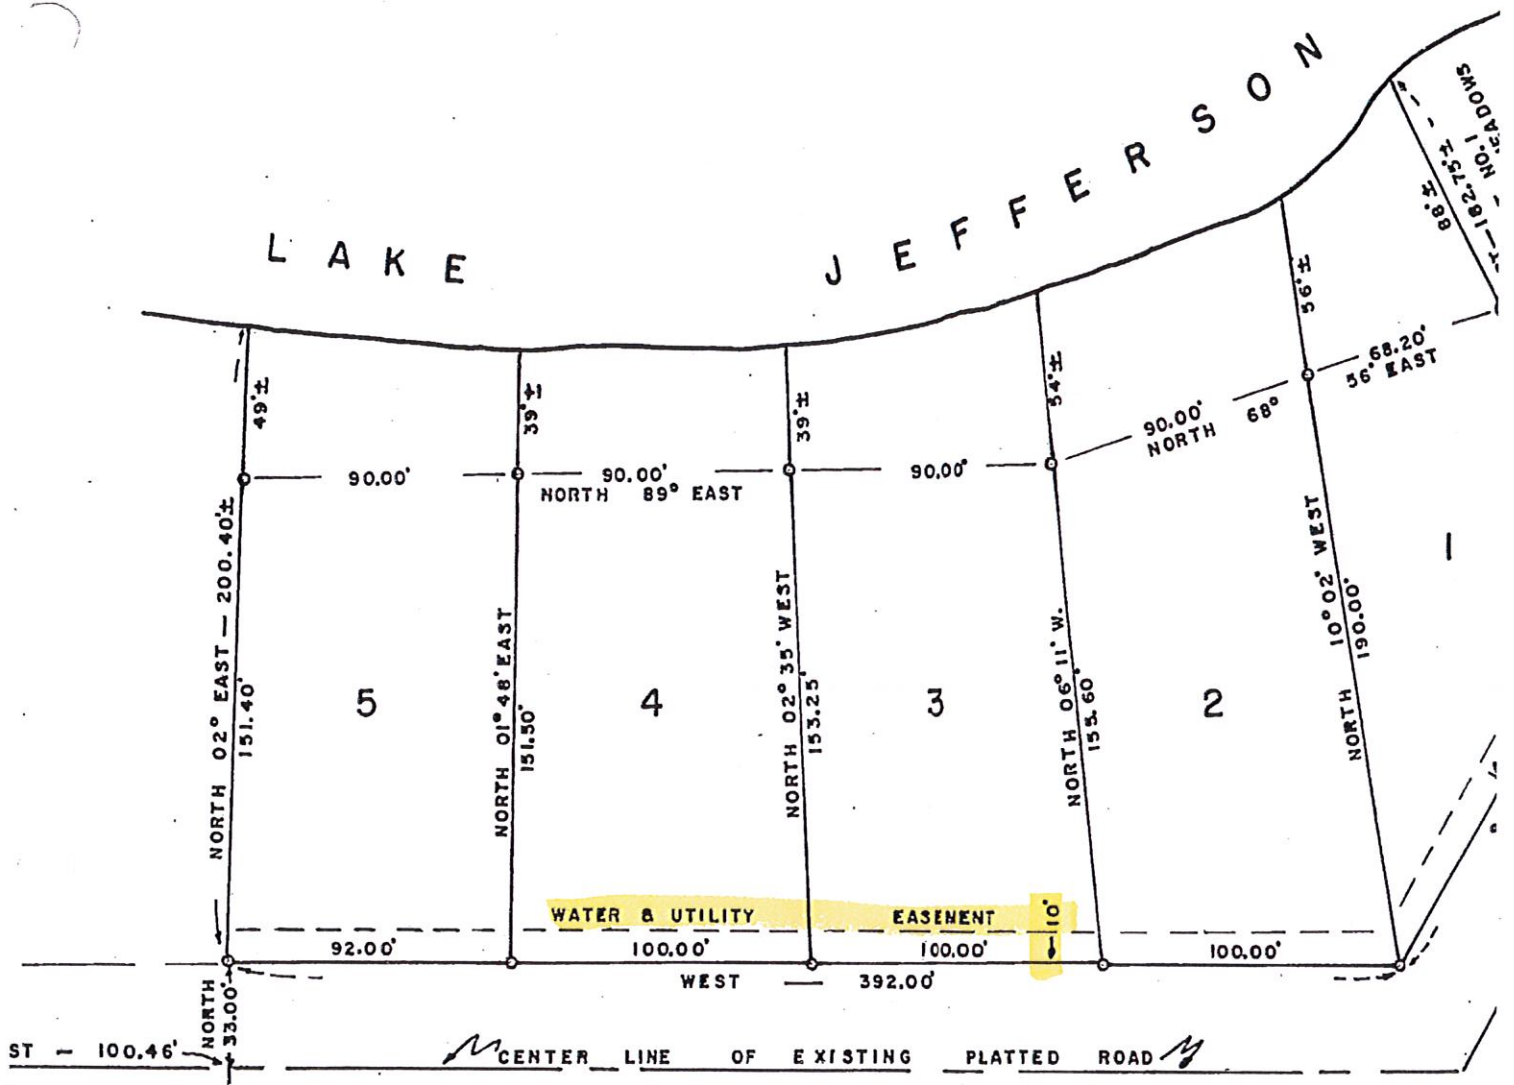 LAKE JEFFERSON
EADOWS
NO. 1
182.75'±
88'±
56'±
54'±
39'±
39'±
49'±
68.20'
56' EAST
90.00'
NORTH 68°
90.00'
90.00'
90.00'
NORTH 89° EAST
NORTH 02° EAST — 200.40'±
151.40'
NORTH 01° 48' EAST
151.50'
NORTH 02° 35' WEST
153.25'
NORTH 06° 11' W.
155.60'
NORTH 10° 02' WEST
190.00'
5
4
3
2
1
WATER & UTILITY EASEMENT
10'
92.00'
100.00'
100.00'
100.00'
WEST — 392.00'
NORTH
33.00'
ST — 100.46'
CENTER LINE OF EXISTING PLATTED ROAD